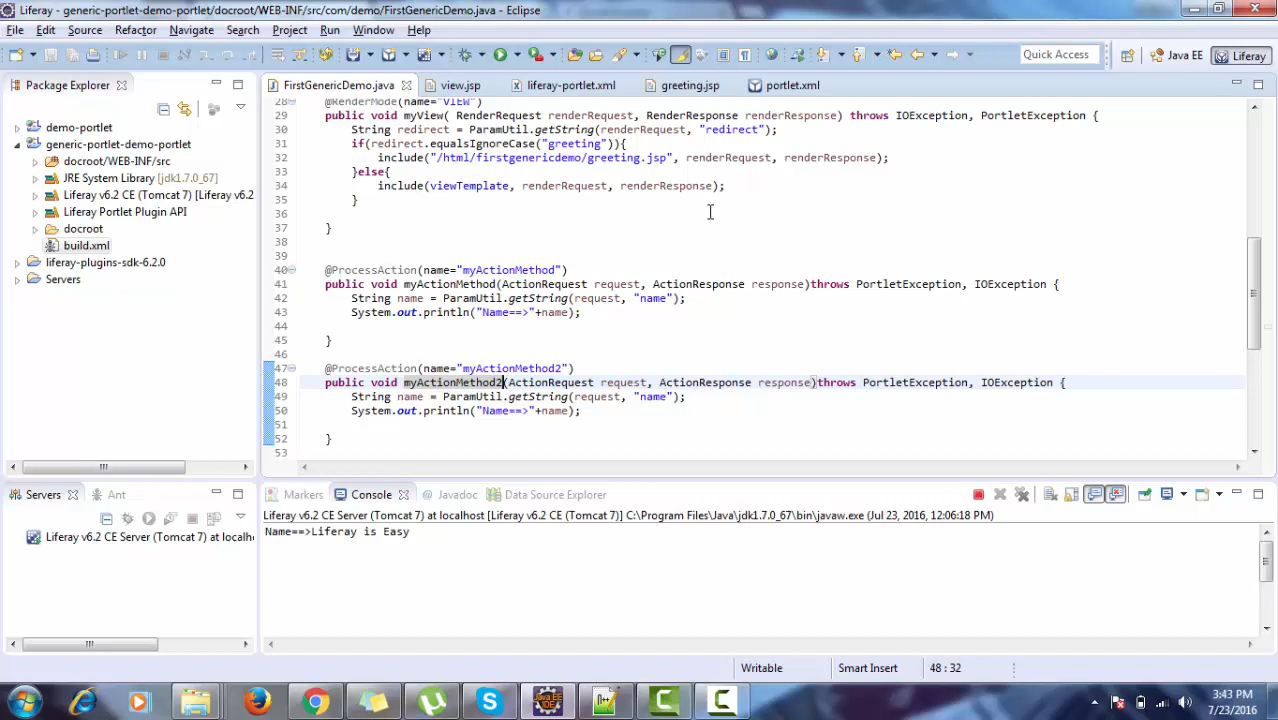 Liferay - generic-portlet-demo-portlet/docroot/WEB-INF/src/com/demo/FirstGenericDemo.java - Eclipse
File Edit Source Refactor Navigate Search Project Run Window Help
Quick Access Java EE Liferay
Package Explorer
demo-portlet
generic-portlet-demo-portlet
docroot/WEB-INF/src
JRE System Library [jdk1.7.0_67]
Liferay v6.2 CE (Tomcat 7) [Liferay v6.2
Liferay Portlet Plugin API
docroot
build.xml
liferay-plugins-sdk-6.2.0
Servers
FirstGenericDemo.java view.jsp liferay-portlet.xml greeting.jsp portlet.xml
28 @RenderMode(name="VIEW")
29 public void myView( RenderRequest renderRequest, RenderResponse renderResponse) throws IOException, PortletException {
30 String redirect = ParamUtil.getString(renderRequest, "redirect");
31 if(redirect.equalsIgnoreCase("greeting")){
32 include("/html/firstgenericdemo/greeting.jsp", renderRequest, renderResponse);
33 }else{
34 include(viewTemplate, renderRequest, renderResponse);
35 }
36
37 }
38
39
40 @ProcessAction(name="myActionMethod")
41 public void myActionMethod(ActionRequest request, ActionResponse response)throws PortletException, IOException {
42 String name = ParamUtil.getString(request, "name");
43 System.out.println("Name==>"+name);
44
45 }
46
47 @ProcessAction(name="myActionMethod2")
48 public void myActionMethod2(ActionRequest request, ActionResponse response)throws PortletException, IOException {
49 String name = ParamUtil.getString(request, "name");
50 System.out.println("Name==>"+name);
51
52 }
53
Servers Ant
Liferay v6.2 CE Server (Tomcat 7) at localh
Markers Console Javadoc Data Source Explorer
Liferay v6.2 CE Server (Tomcat 7) at localhost [Liferay v6.2 CE Server (Tomcat 7)] C:\Program Files\Java\jdk1.7.0_67\bin\javaw.exe (Jul 23, 2016, 12:06:18 PM)
Name==>Liferay is Easy
Writable Smart Insert 48 : 32
3:43 PM
7/23/2016